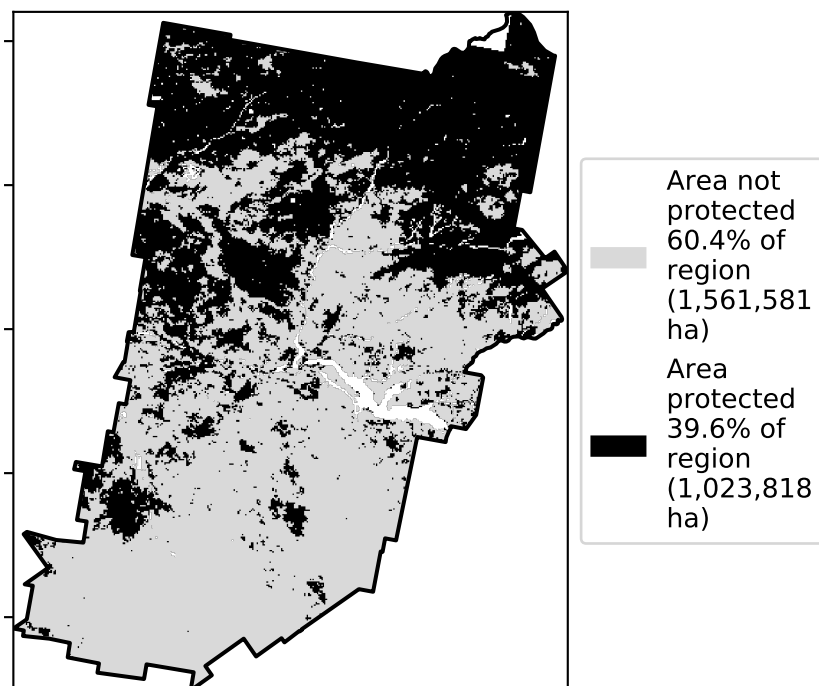 Area not
protected
60.4% of
region
(1,561,581
ha)
Area
protected
39.6% of
region
(1,023,818
ha)